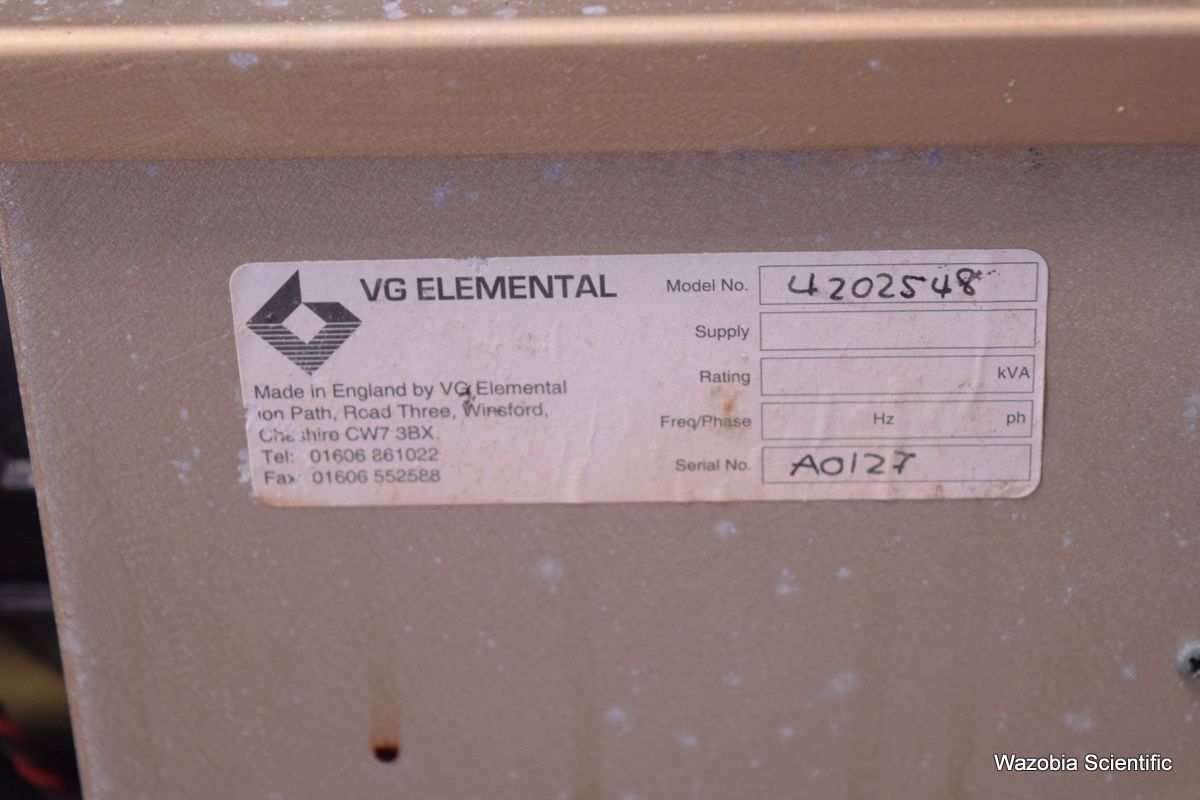 VG ELEMENTAL
Made in England by VG Elemental
Ion Path, Road Three, Winsford,
Cheshire CW7 3BX.
Tel: 01606 861022
Fax 01606 552588
Model No. 4202548
Supply
Rating kVA
Freq/Phase Hz ph
Serial No. A0127
Wazobia Scientific